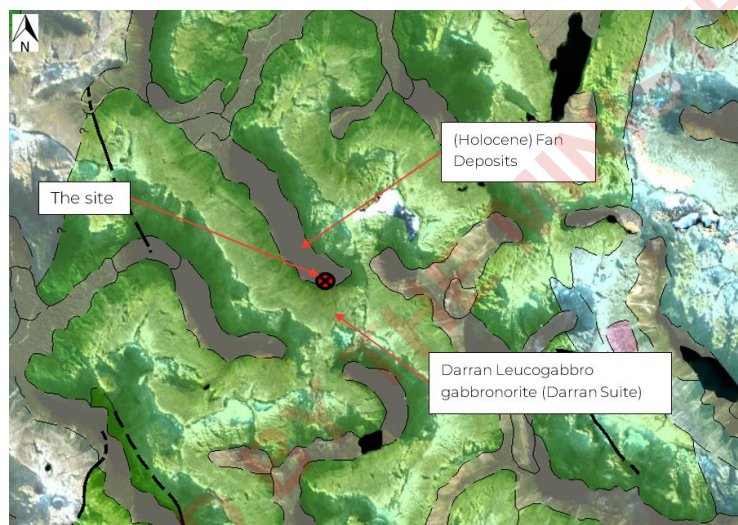 N
(Holocene) Fan
Deposits
The site
?
?
Darran Leucogabbro
gabbronorite (Darran Suite)